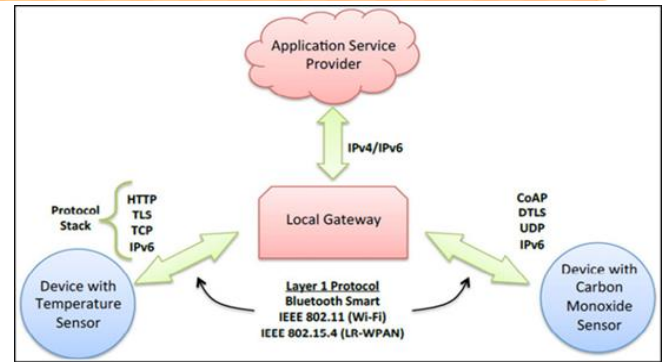 Application Service
Provider
IPv4/IPv6
Protocol
Stack
HTTP
TLS
TCP
IPv6
Local Gateway
CoAP
DTLS
UDP
IPv6
Device with
Temperature
Sensor
Layer 1 Protocol
Bluetooth Smart
IEEE 802.11 (Wi-Fi)
IEEE 802.15.4 (LR-WPAN)
Device with
Carbon
Monoxide
Sensor